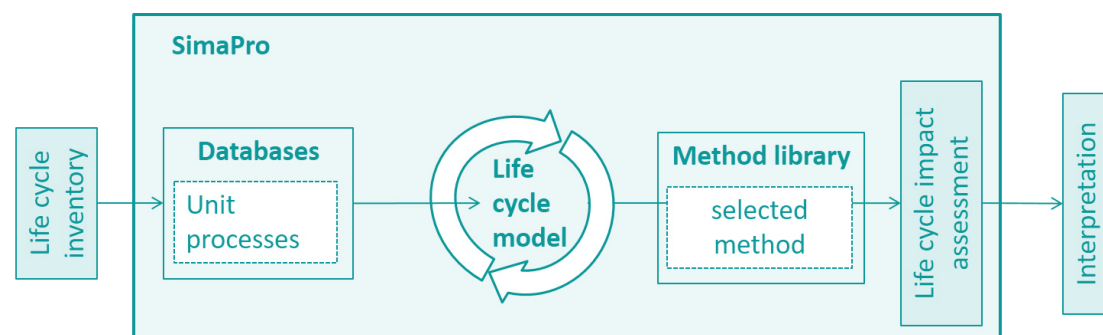 SimaPro
Life cycle
inventory
Databases
Unit
processes
Life
cycle
model
Method library
selected
method
Life cycle impact
assessment
Interpretation